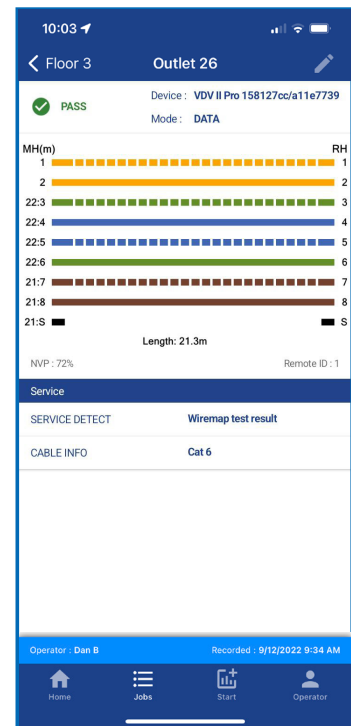 10:03
Floor 3 Outlet 26
PASS
Device : VDV II Pro 158127cc/a11e7739
Mode : DATA
MH(m) RH
1 1
2 2
22:3 3
22:4 4
22:5 5
22:6 6
21:7 7
21:8 8
21:S S
Length: 21.3m
NVP : 72% Remote ID : 1
Service
SERVICE DETECT Wiremap test result
CABLE INFO Cat 6
Operator : Dan B Recorded : 9/12/2022 9:34 AM
Home Jobs Start Operator